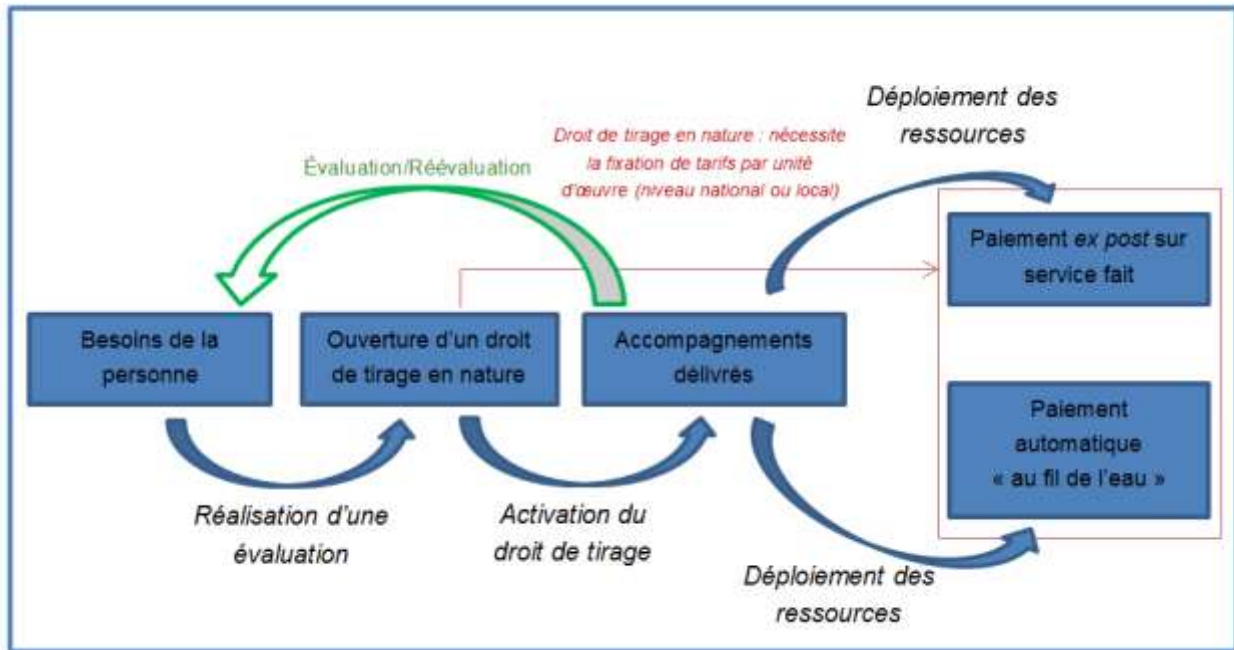 Déploiement des
ressources
Droit de tirage en nature : nécessite
la fixation de tarifs par unité
d'œuvre (niveau national ou local)
Évaluation/Réévaluation
Paiement ex post sur
service fait
Besoins de la
personne
Ouverture d'un droit
de tirage en nature
Accompagnements
délivrés
Paiement
automatique
« au fil de l'eau »
Réalisation d'une
évaluation
Activation du
droit de tirage
Déploiement des
ressources